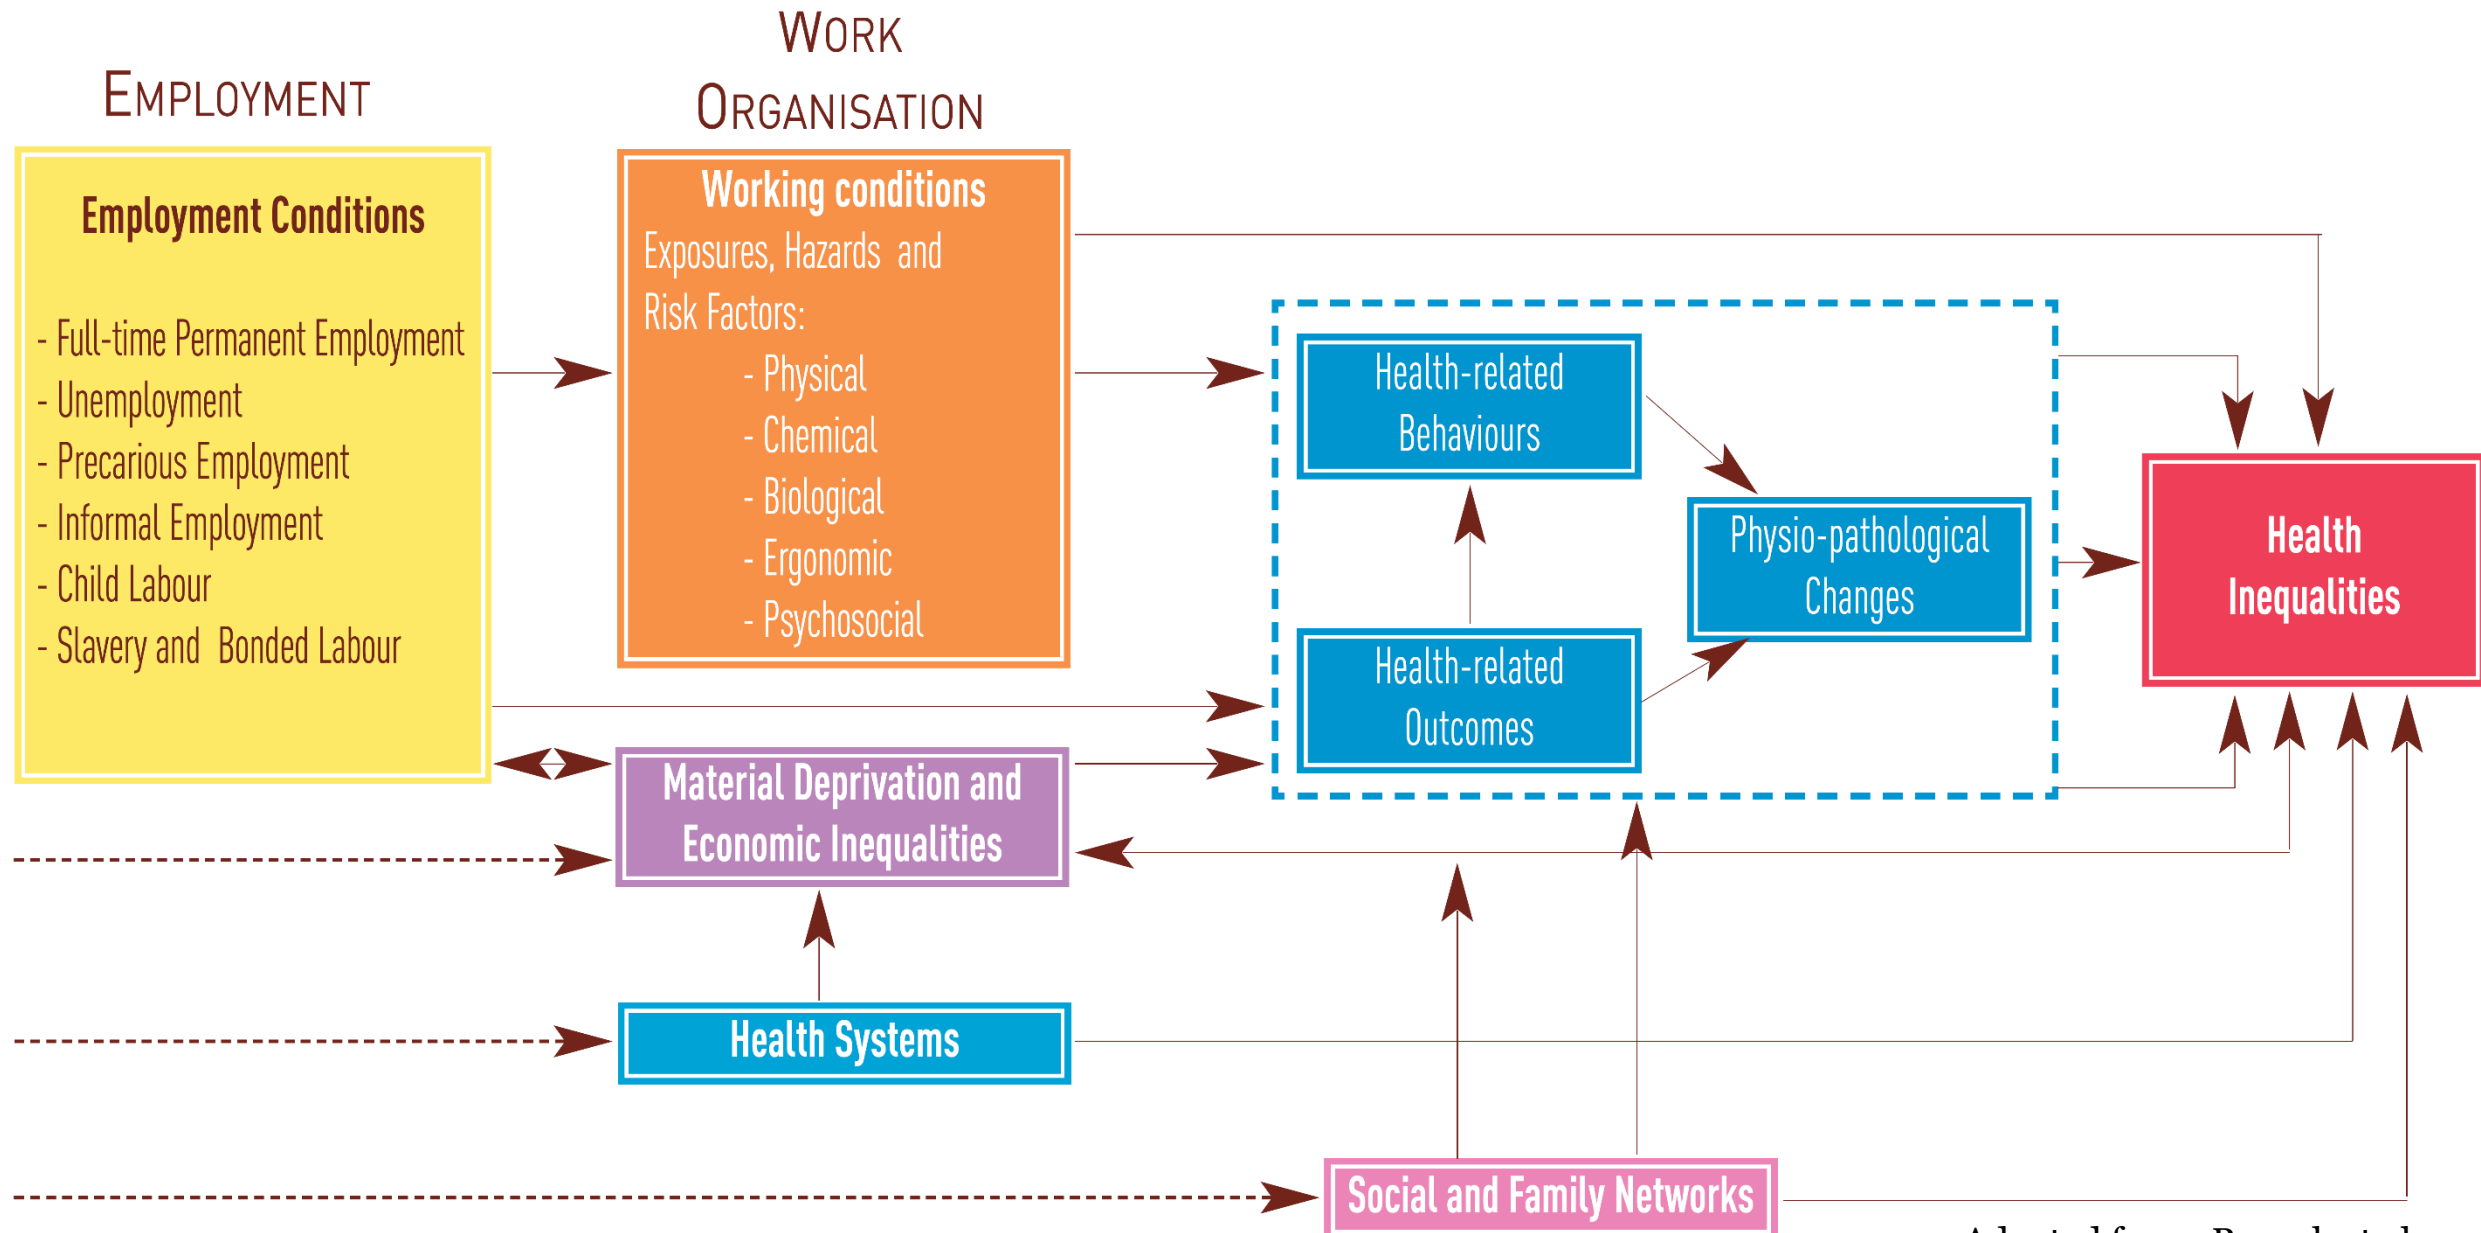 WORK
ORGANISATION
EMPLOYMENT
Employment Conditions
- Full-time Permanent Employment
- Unemployment
- Precarious Employment
- Informal Employment
- Child Labour
- Slavery and Bonded Labour
Working conditions
Exposures, Hazards and
Risk Factors:
- Physical
- Chemical
- Biological
- Ergonomic
- Psychosocial
Health-related
Behaviours
Physio-pathological
Changes
Health-related
Outcomes
Health
Inequalities
Material Deprivation and
Economic Inequalities
Health Systems
Social and Family Networks